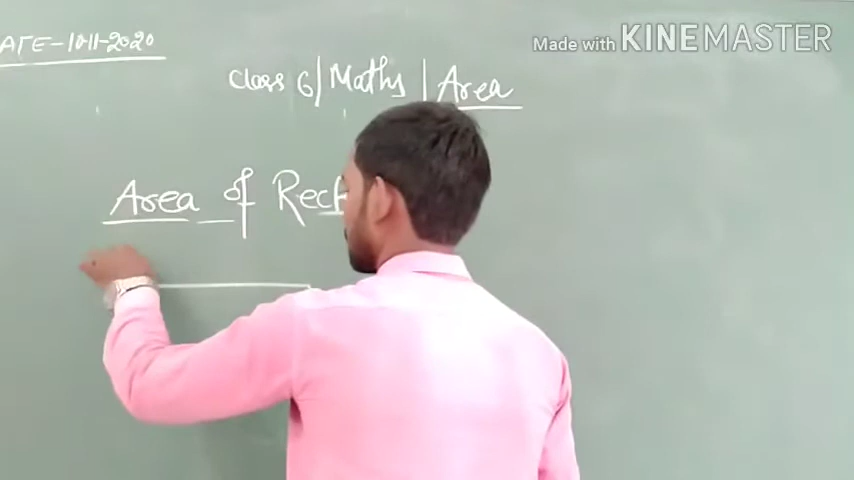 ATE-10-11-2020
Made with KINEMASTER
Class 6 | Maths | Area
Area of Rect